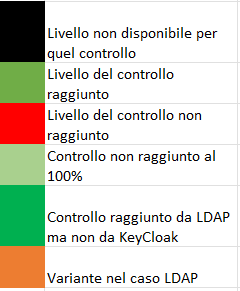 Livello non disponibile per
quel controllo
Livello del controllo
raggiunto
Livello del controllo non
raggiunto
Controllo non raggiunto al
100%
Controllo raggiunto da LDAP
ma non da KeyCloak
Variante nel caso LDAP